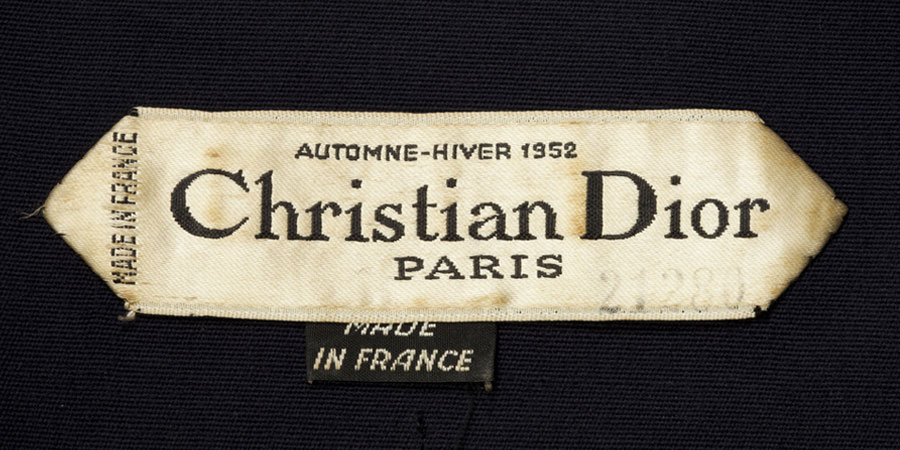 MADE IN FRANCE
AUTOMNE-HIVER 1952
Christian Dior
PARIS
21280
MADE
IN FRANCE